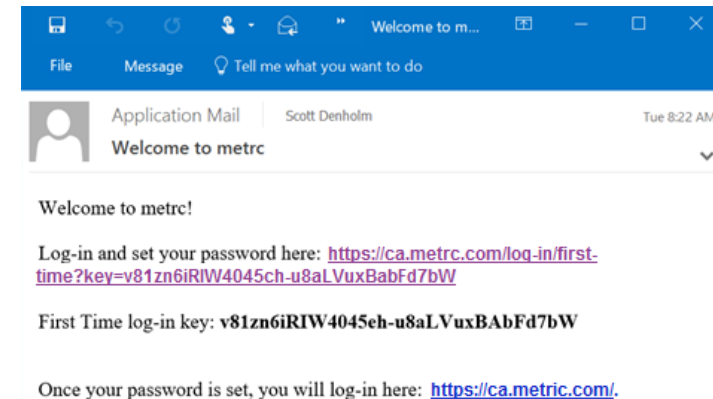 Welcome to m...
File Message Tell me what you want to do
Application Mail Scott Denholm Tue 8:22 AM
Welcome to metrc
Welcome to metrc!
Log-in and set your password here: https://ca.metrc.com/log-in/first-
time?key=v81zn6iRIW4045ch-u8aLVuxBabFd7bW
First Time log-in key: v81zn6iRIW4045eh-u8aLVuxBAbFd7bW
Once your password is set, you will log-in here: https://ca.metric.com/.